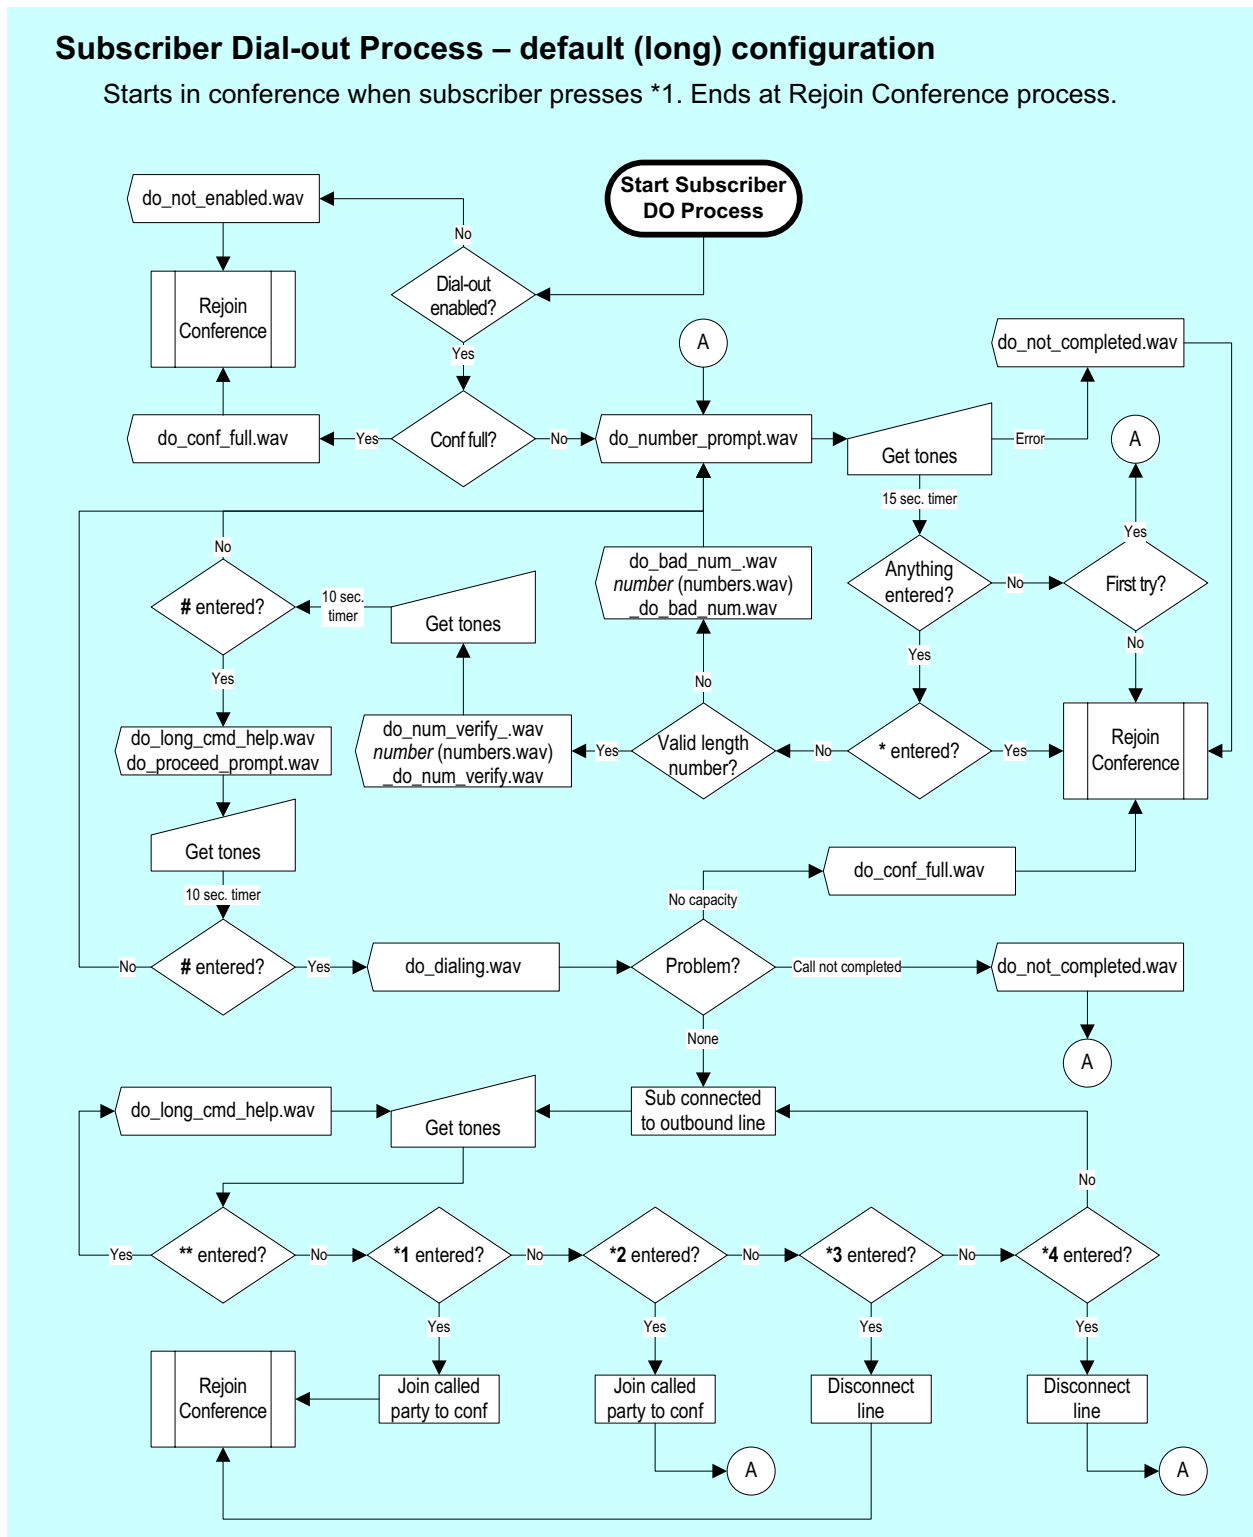 Subscriber Dial-out Process – default (long) configuration
Starts in conference when subscriber presses *1. Ends at Rejoin Conference process.
do_not_enabled.wav
Start Subscriber
DO Process
No
Dial-out
enabled?
Rejoin
Conference
Yes
A
do_not_completed.wav
do_conf_full.wav
Yes
Conf full?
No
do_number_prompt.wav
Get tones
Error
A
15 sec. timer
Yes
No
# entered?
10 sec.
timer
Get tones
do_bad_num_.wav
number (numbers.wav)
_do_bad_num.wav
Anything
entered?
No
First try?
No
Yes
Yes
No
do_long_cmd_help.wav
do_proceed_prompt.wav
do_num_verify_.wav
number (numbers.wav)
_do_num_verify.wav
Yes
Valid length
number?
No
* entered?
Yes
Rejoin
Conference
Get tones
10 sec. timer
do_conf_full.wav
No capacity
No
# entered?
Yes
do_dialing.wav
Problem?
Call not completed
do_not_completed.wav
None
A
do_long_cmd_help.wav
Get tones
Sub connected
to outbound line
No
Yes
** entered?
No
*1 entered?
No
*2 entered?
No
*3 entered?
No
*4 entered?
Yes
Yes
Yes
Yes
Rejoin
Conference
Join called
party to conf
Join called
party to conf
Disconnect
line
Disconnect
line
A
A